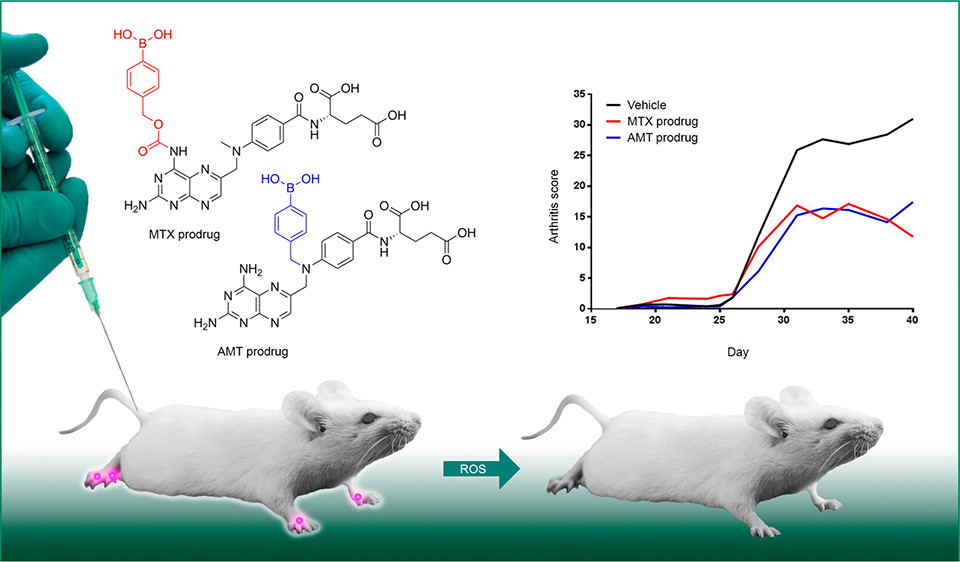 HO
OH
B
O
O
NH
N
N
N
N
H2N
N
O
N
H
O
OH
OH
O
MTX prodrug
HO
OH
B
NH2
N
N
N
N
H2N
N
O
N
H
O
OH
OH
O
AMT prodrug
Vehicle
MTX prodrug
AMT prodrug
Arthritis score
35
30
25
20
15
10
5
0
15
20
25
30
35
40
Day
ROS